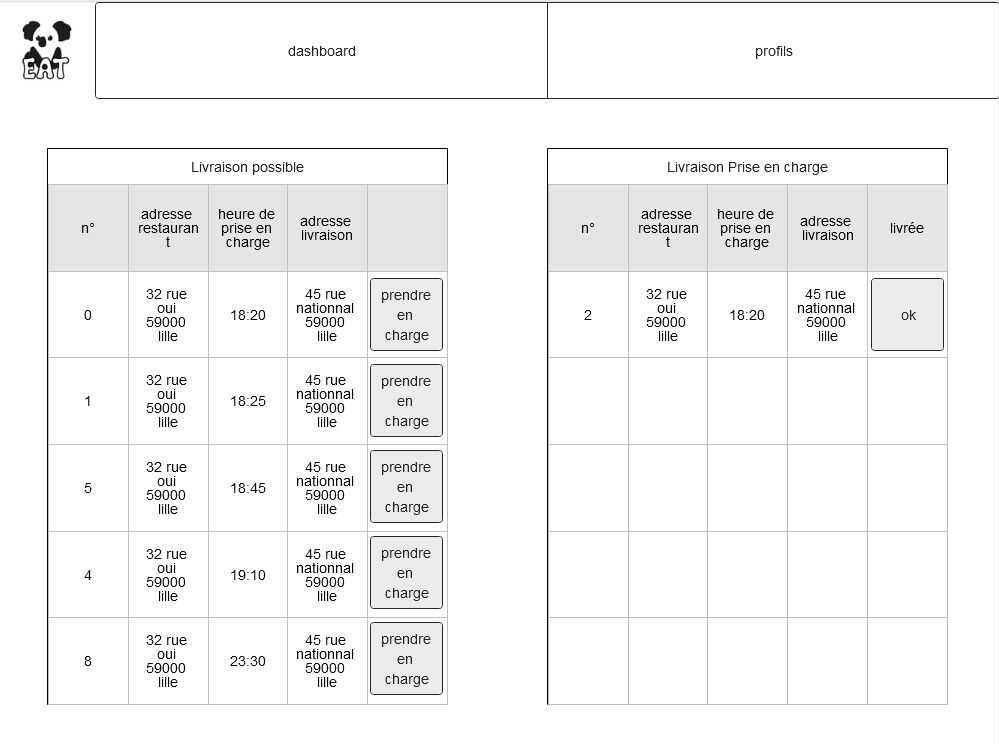 EAT
dashboard
profils
Livraison possible
n°
adresse
restauran
t
heure de
prise en
charge
adresse
livraison
0
32 rue
oui
59000
lille
18:20
45 rue
nationnal
59000
lille
prendre
en
charge
1
32 rue
oui
59000
lille
18:25
45 rue
nationnal
59000
lille
prendre
en
charge
5
32 rue
oui
59000
lille
18:45
45 rue
nationnal
59000
lille
prendre
en
charge
4
32 rue
oui
59000
lille
19:10
45 rue
nationnal
59000
lille
prendre
en
charge
8
32 rue
oui
59000
lille
23:30
45 rue
nationnal
59000
lille
prendre
en
charge
Livraison Prise en charge
n°
adresse
restauran
t
heure de
prise en
charge
adresse
livraison
livrée
2
32 rue
oui
59000
lille
18:20
45 rue
nationnal
59000
lille
ok